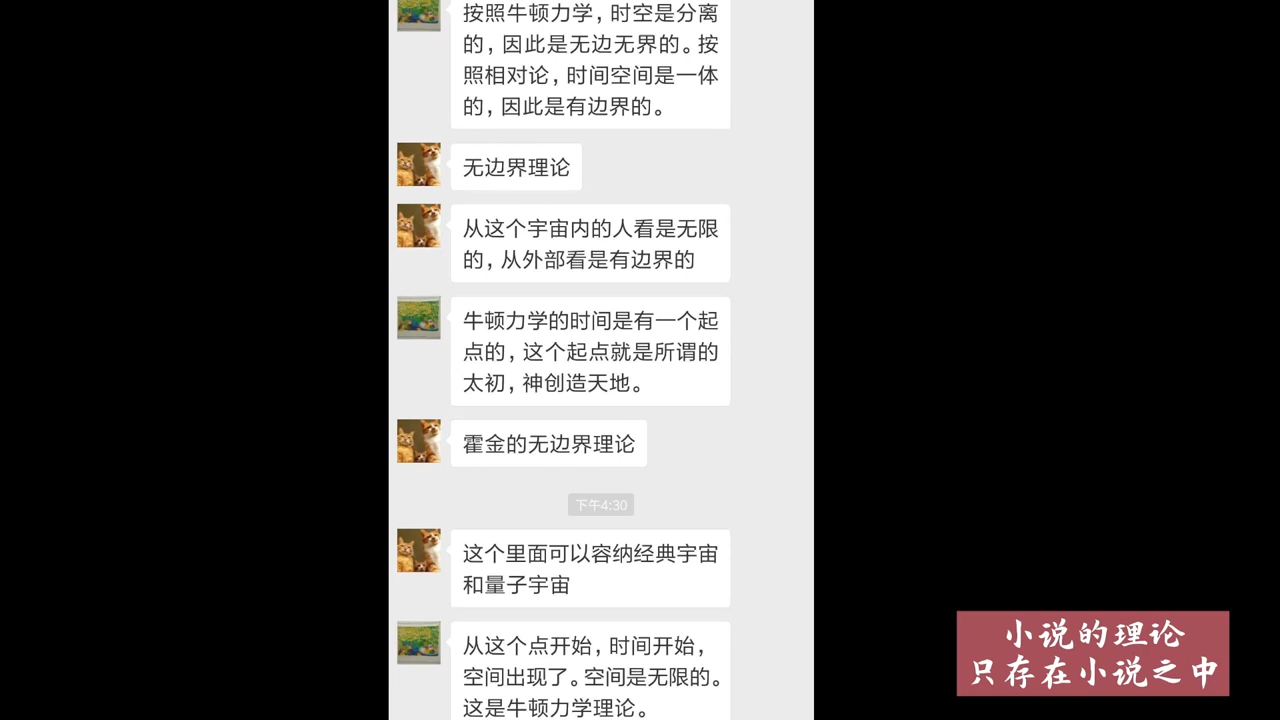 按照牛顿力学，时空是分离
的，因此是无边无界的。按
照相对论，时间空间是一体
的，因此是有边界的。
无边界理论
从这个宇宙内的人看是无限
的，从外部看是有边界的
牛顿力学的时间是有一个起
点的，这个起点就是所谓的
太初，神创造天地。
霍金的无边界理论
下午4:30
这个里面可以容纳经典宇宙
和量子宇宙
从这个点开始，时间开始，
空间出现了。空间是无限的。
这是牛顿力学理论。
小说的理论
只存在小说之中